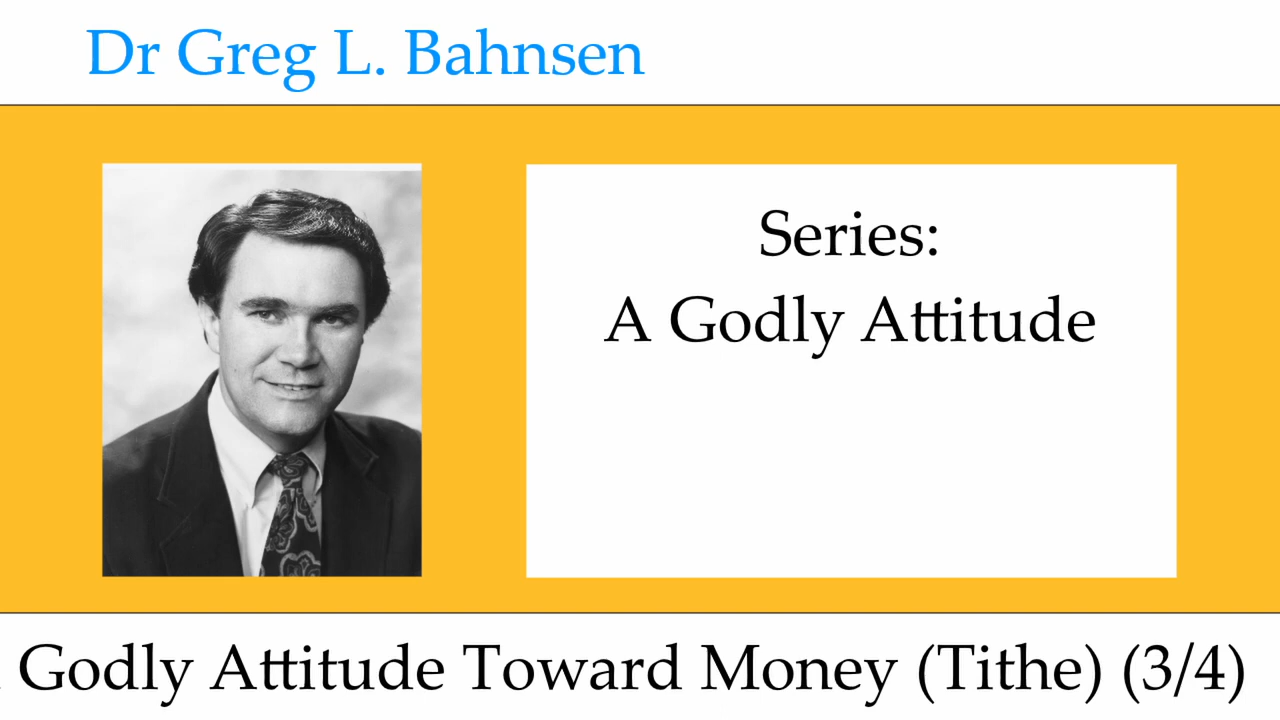 Dr Greg L. Bahnsen
Series:
A Godly Attitude
Godly Attitude Toward Money (Tithe) (3/4)